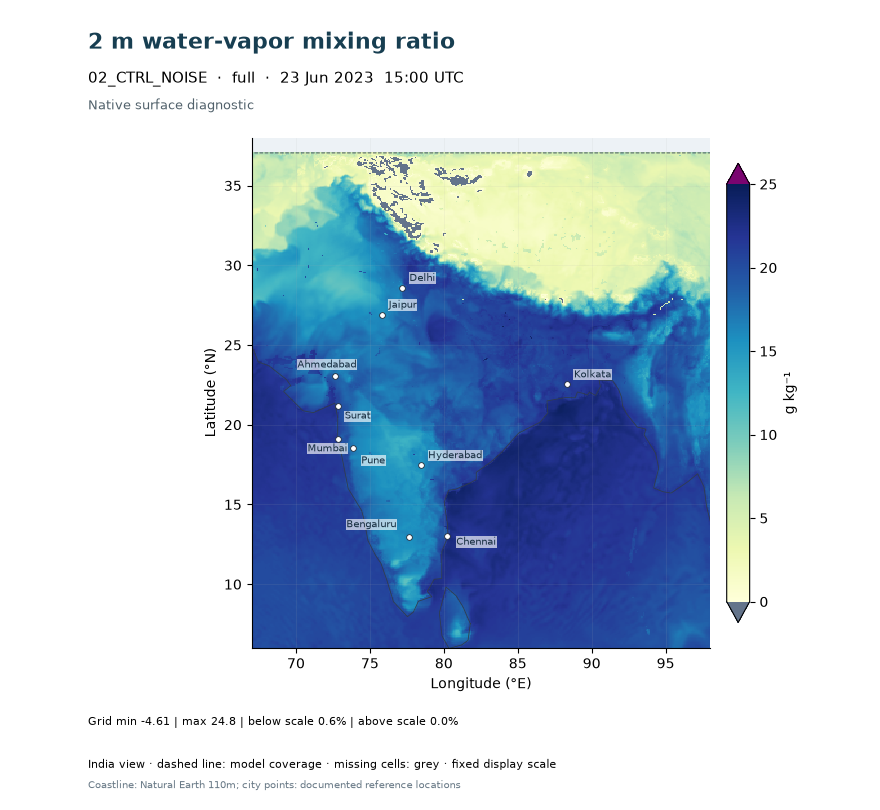 2 m water-vapor mixing ratio
02_CTRL_NOISE · full · 23 Jun 2023 15:00 UTC
Native surface diagnostic
35
30
25
20
15
10
Latitude (°N)
Delhi
Jaipur
Ahmedabad
Surat
Kolkata
Mumbai
Pune
Hyderabad
Bengaluru
Chennai
70 75 80 85 90 95
Longitude (°E)
25
20
15
10
5
0
g kg⁻¹
Grid min -4.61 | max 24.8 | below scale 0.6% | above scale 0.0%
India view · dashed line: model coverage · missing cells: grey · fixed display scale
Coastline: Natural Earth 110m; city points: documented reference locations